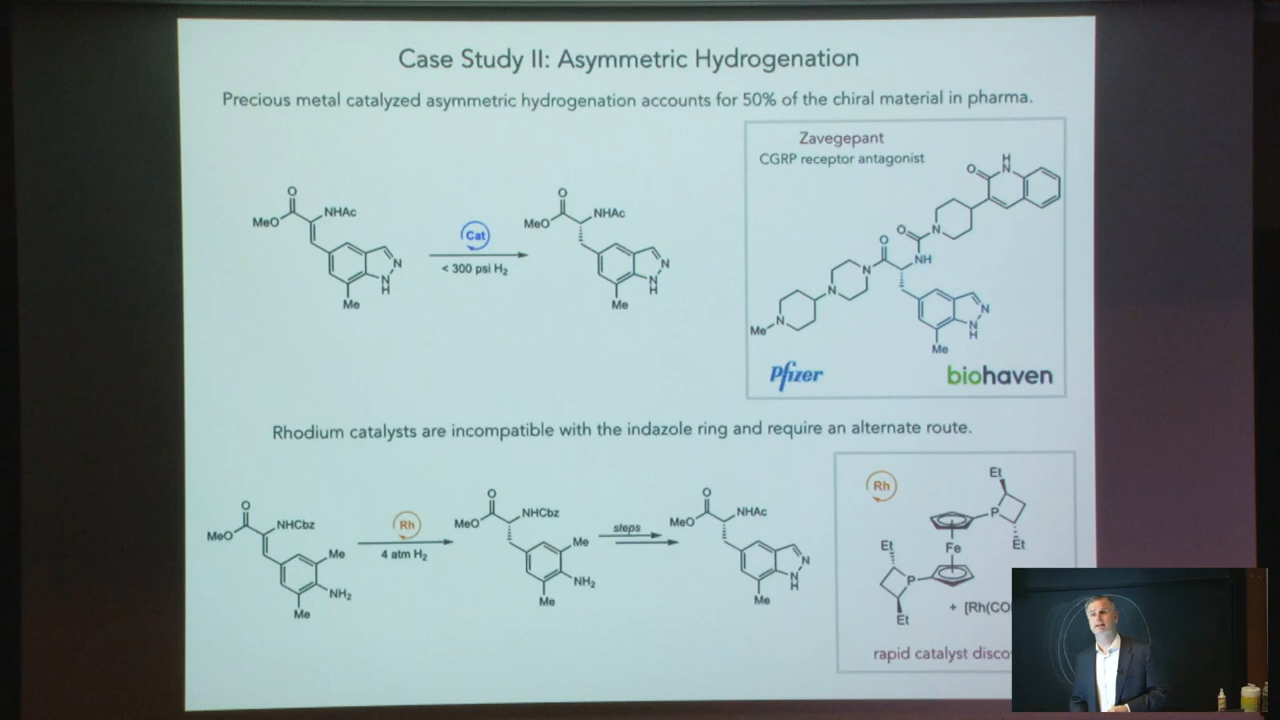 Case Study II: Asymmetric Hydrogenation
Precious metal catalyzed asymmetric hydrogenation accounts for 50% of the chiral material in pharma.
O
MeO
NHAc
N
N
H
Me
Cat
< 300 psi H2
O
MeO
NHAc
N
N
H
Me
Zavegepant
CGRP receptor antagonist
H
O
N
O
N
O
NH
N
N
N
Me
N
N
H
Me
Pfizer
biohaven
Rhodium catalysts are incompatible with the indazole ring and require an alternate route.
O
MeO
NHCbz
Me
NH2
Me
Rh
4 atm H2
O
MeO
NHCbz
Me
NH2
Me
steps
O
MeO
NHAc
N
N
H
Me
Rh
Et
P
Et
Fe
Et
P
Et
+ [Rh(CO
rapid catalyst disco